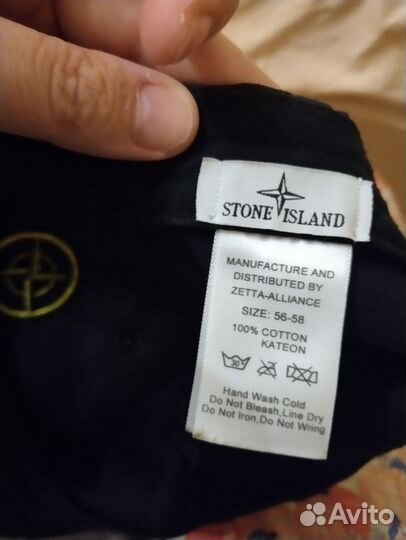 STONE ISLAND
MANUFACTURE AND
DISTRIBUTED BY
ZETTA-ALLIANCE
SIZE: 56-58
100% COTTON
KATEON
30°
Hand Wash Cold
Do Not Bleash,Line Dry
Do Not Iron,Do Not Wring
Avito